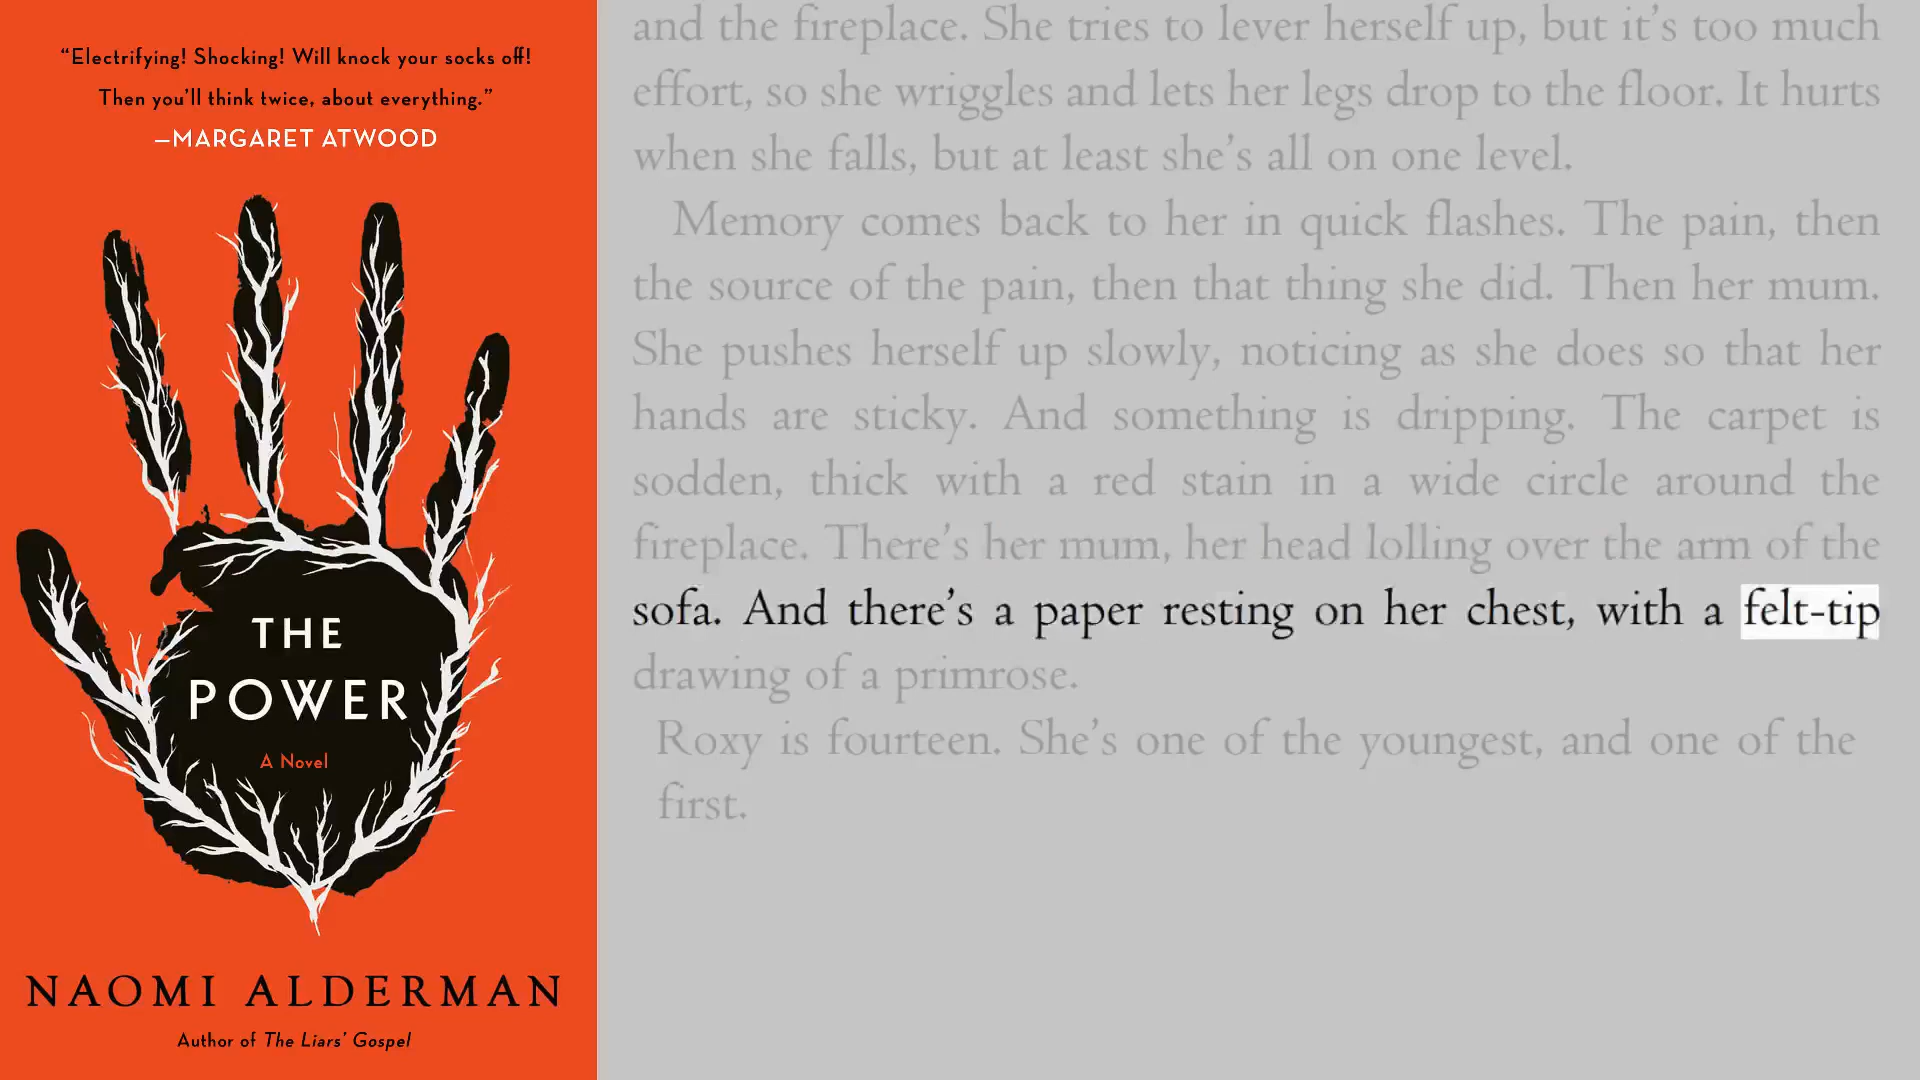 “Electrifying! Shocking! Will knock your socks off!
Then you’ll think twice, about everything.”
—MARGARET ATWOOD
THE
POWER
A Novel
NAOMI ALDERMAN
Author of The Liars’ Gospel
and the fireplace. She tries to lever herself up, but it’s too much
effort, so she wriggles and lets her legs drop to the floor. It hurts
when she falls, but at least she’s all on one level.
Memory comes back to her in quick flashes. The pain, then
the source of the pain, then that thing she did. Then her mum.
She pushes herself up slowly, noticing as she does so that her
hands are sticky. And something is dripping. The carpet is
sodden, thick with a red stain in a wide circle around the
fireplace. There’s her mum, her head lolling over the arm of the
sofa. And there’s a paper resting on her chest, with a felt-tip
drawing of a primrose.
Roxy is fourteen. She’s one of the youngest, and one of the
first.